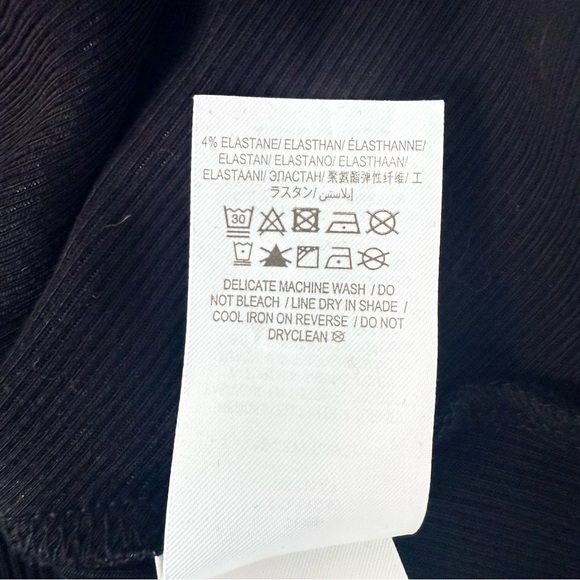 4% ELASTANE/ ELASTHAN/ ÉLASTHANNE/
ELASTAN/ ELASTANO/ ELASTHAAN/
ELASTAANI/ ЭЛАСТАН/ 聚氨酯弹性纤维/ エ
ラスタン/ إيلاستين
30
DELICATE MACHINE WASH / DO
NOT BLEACH / LINE DRY IN SHADE /
COOL IRON ON REVERSE / DO NOT
DRYCLEAN